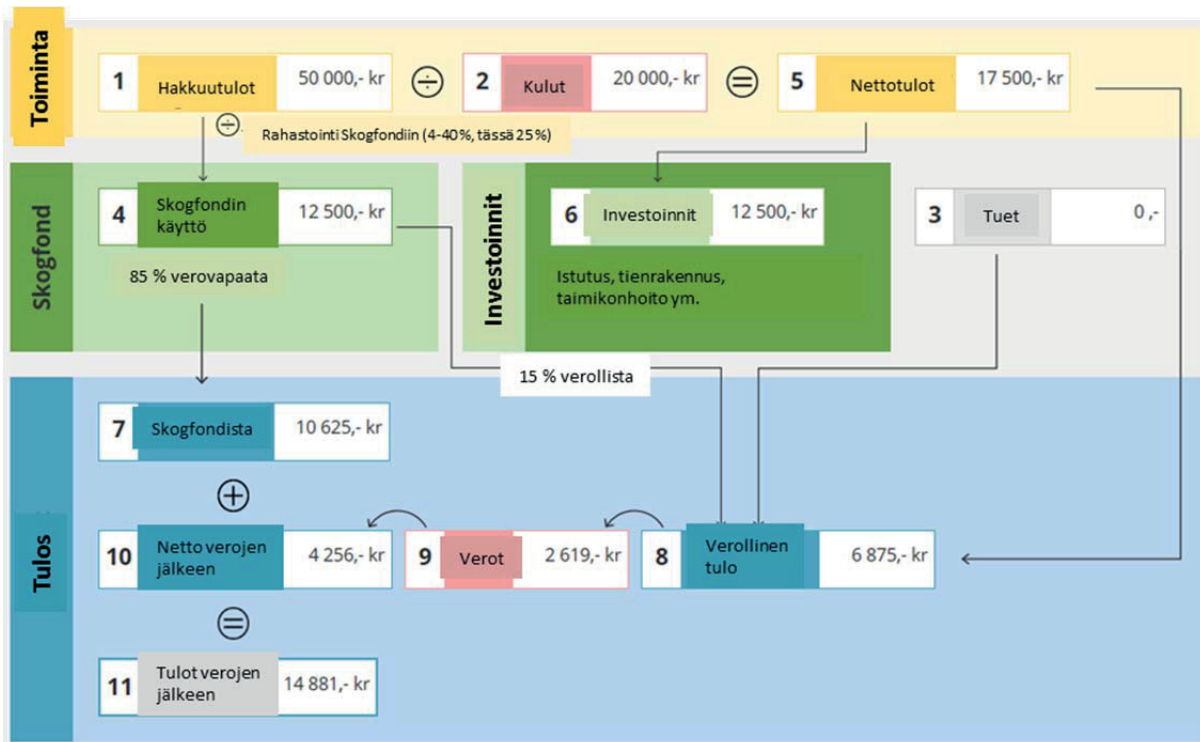 Toiminta
1 Hakkuutulot 50 000,- kr ÷ 2 Kulut 20 000,- kr = 5 Nettotulot 17 500,- kr
÷ Rahastointi Skogfondiin (4-40%, tässä 25%)
Skogfond
4 Skogfondin käyttö 12 500,- kr
85 % verovapaata
Investoinnit
6 Investoinnit 12 500,- kr
Istutus, tienrakennus,
taimikonhoito ym.
3 Tuet 0,-
15 % verollista
Tulos
7 Skogfondista 10 625,- kr
+
10 Netto verojen jälkeen 4 256,- kr
9 Verot 2 619,- kr
8 Verollinen tulo 6 875,- kr
=
11 Tulot verojen jälkeen 14 881,- kr